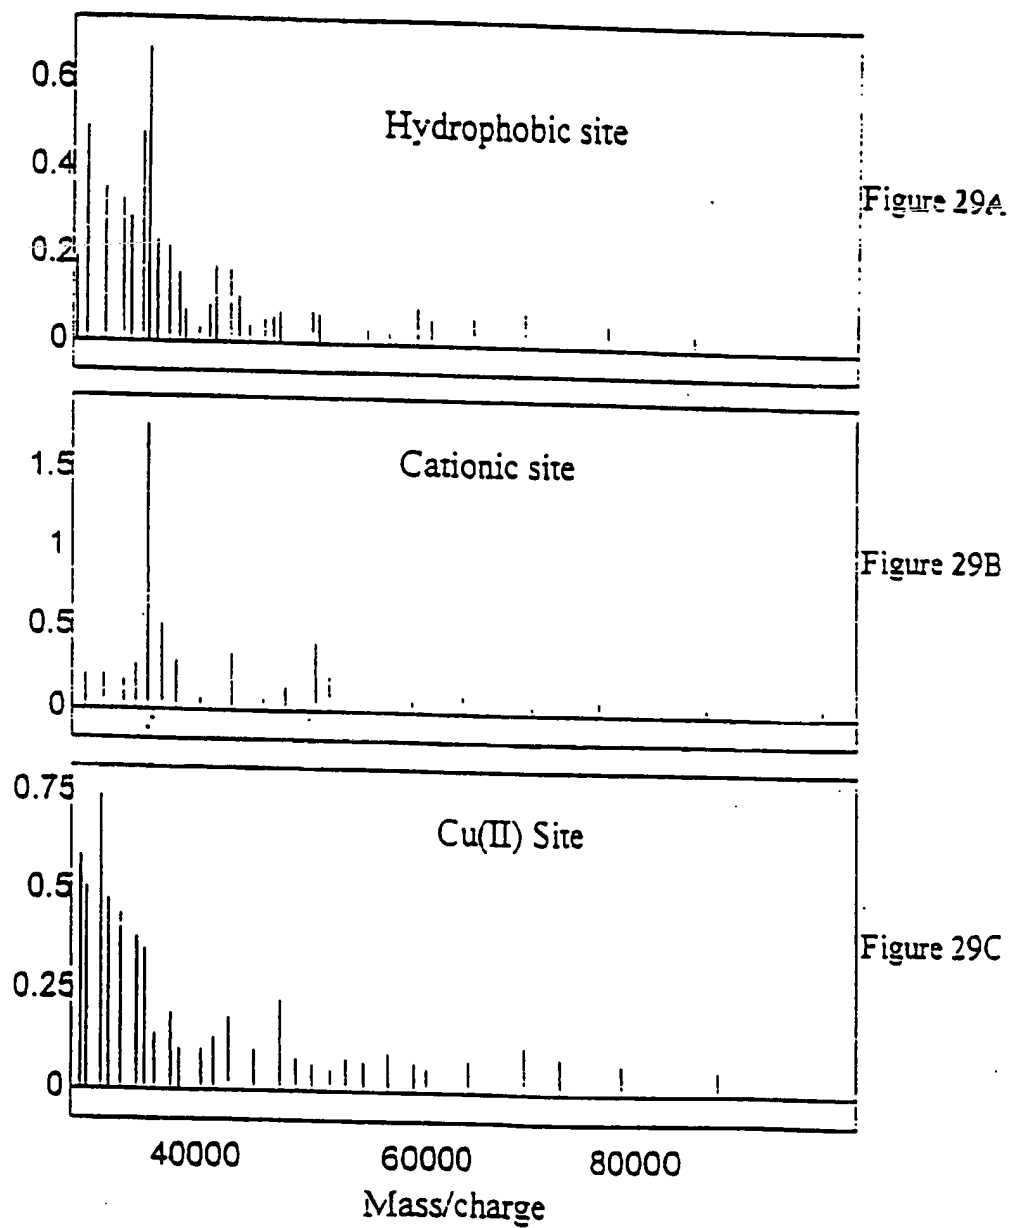 0.6
0.4
0.2
0
Hydrophobic site
Figure 29A
1.5
1
0.5
0
Cationic site
Figure 29B
0.75
0.5
0.25
0
Cu(II) Site
Figure 29C
40000 60000 80000
Mass/charge